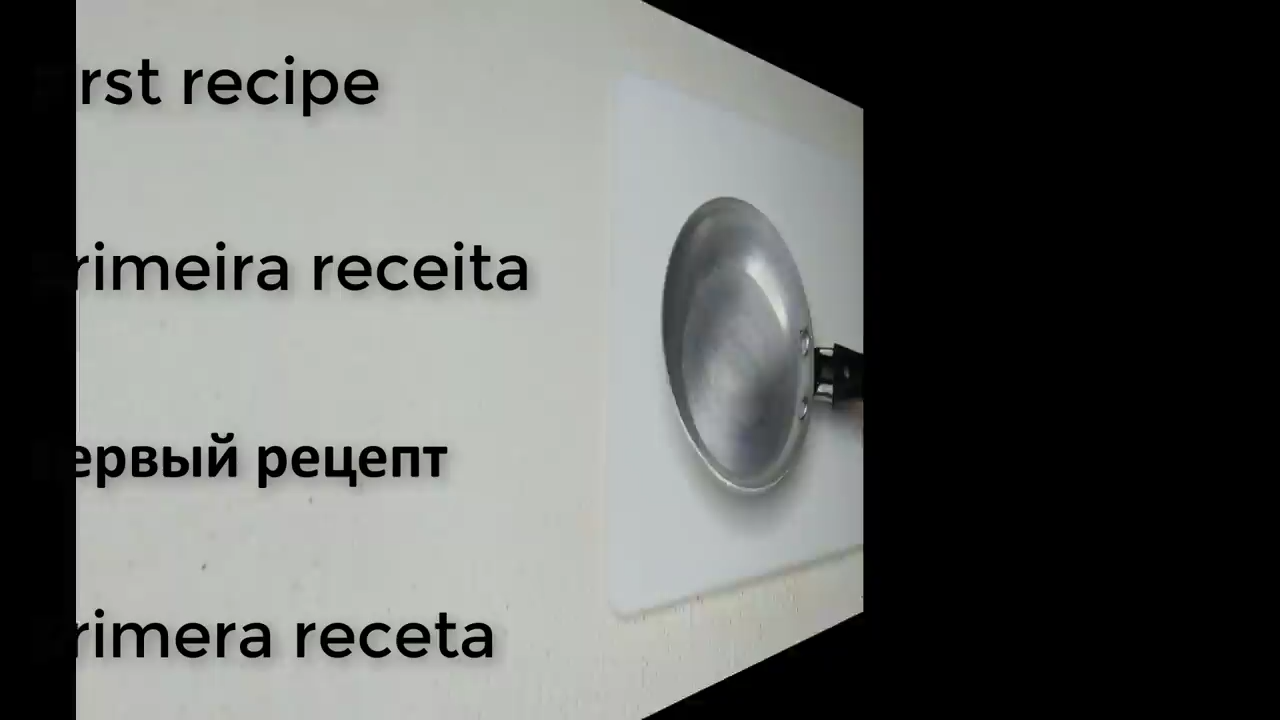 rst recipe
rimeira receita
ервый рецепт
rimera receta